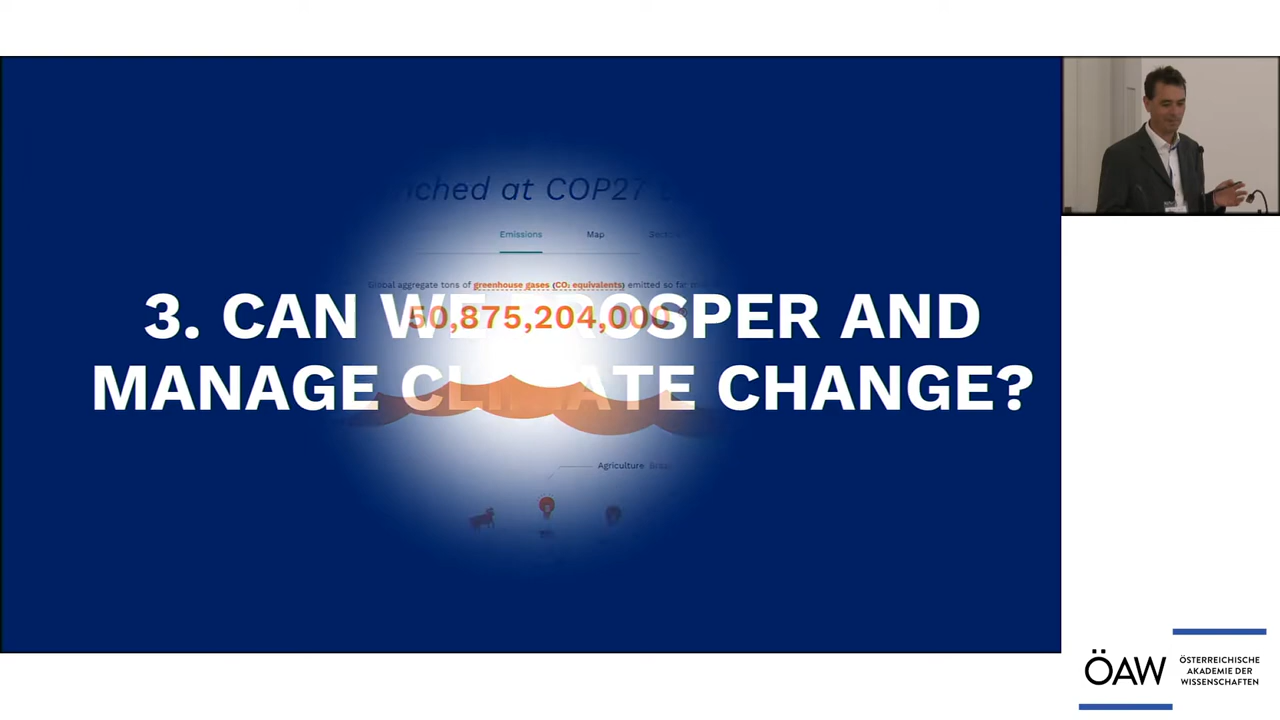 ched at COP27
Emissions
Map
Global aggregate tons of greenhouse gases (CO₂ equivalents) emitted so far
50,875,204,000
3. CAN WE PROSPER AND
MANAGE CLIMATE CHANGE?
Agriculture
ÖAW
ÖSTERREICHISCHE
AKADEMIE DER
WISSENSCHAFTEN